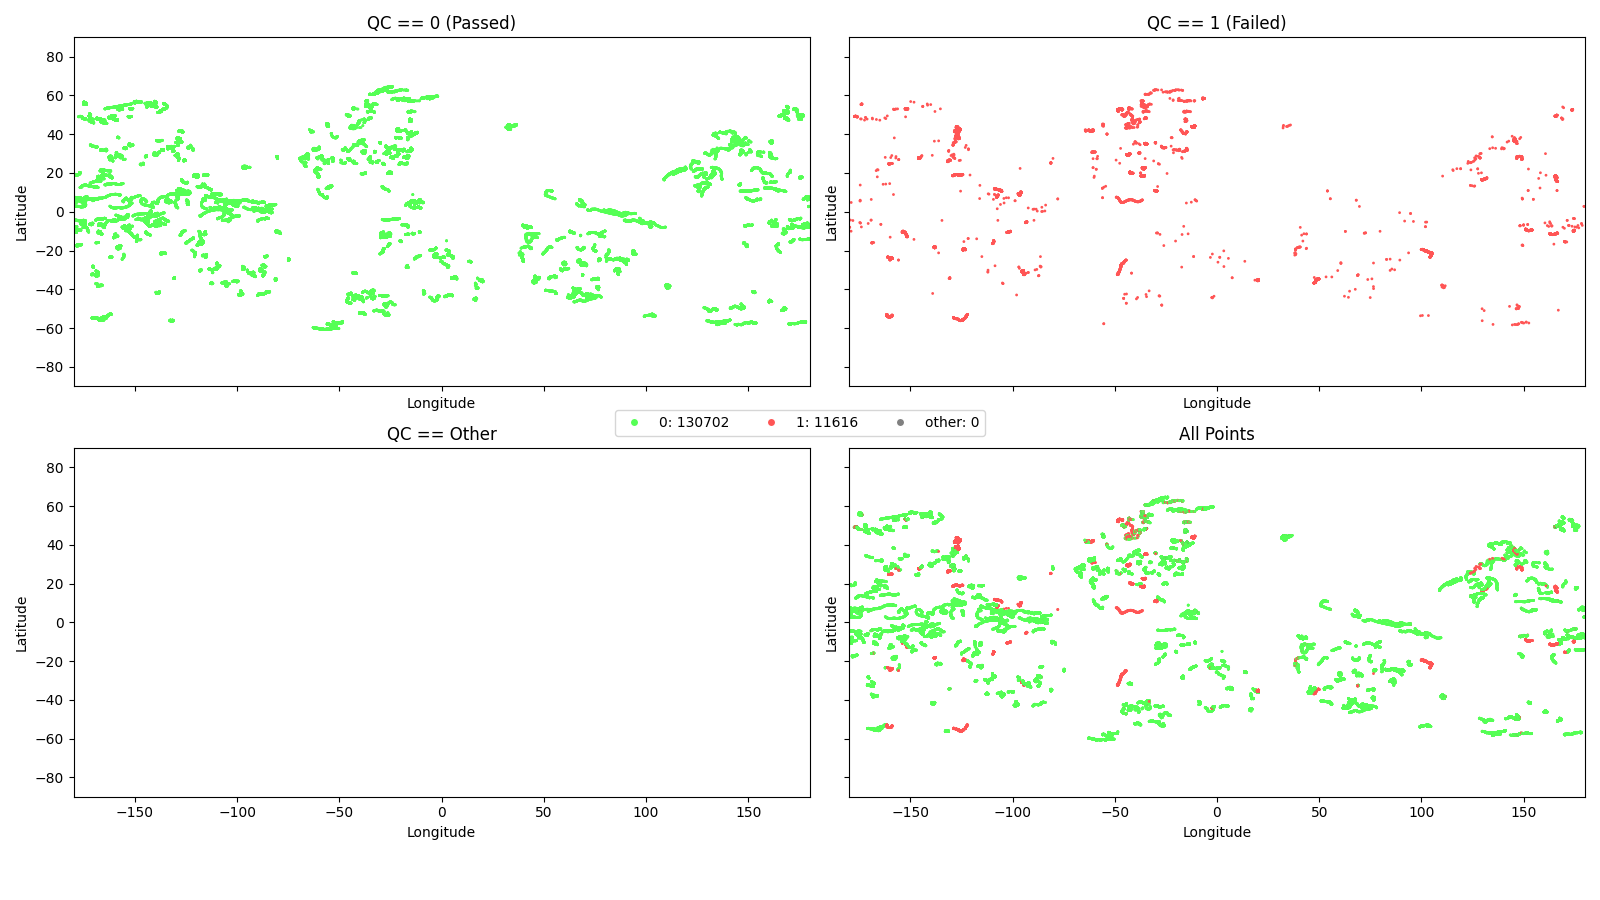 QC == 0 (Passed)
QC == 1 (Failed)
80
60
40
20
0
−20
−40
−60
−80
Latitude
Latitude
Longitude
Longitude
0: 130702 1: 11616 other: 0
QC == Other
All Points
80
60
40
20
0
−20
−40
−60
−80
Latitude
Latitude
−150 −100 −50 0 50 100 150
−150 −100 −50 0 50 100 150
Longitude
Longitude